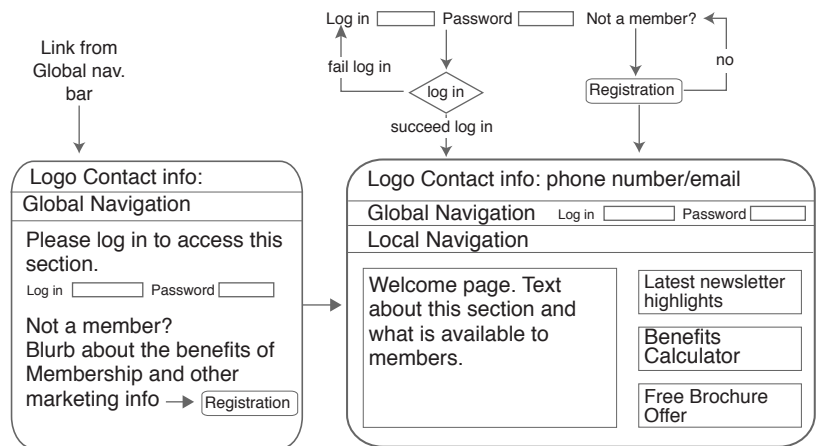 Log in Password Not a member?
Link from
Global nav.
bar
fail log in
no
log in
Registration
succeed log in
Logo Contact info:
Global Navigation
Please log in to access this
section.
Log in Password
Not a member?
Blurb about the benefits of
Membership and other
marketing info Registration
Logo Contact info: phone number/email
Global Navigation Log in Password
Local Navigation
Welcome page. Text
about this section and
what is available to
members.
Latest newsletter
highlights
Benefits
Calculator
Free Brochure
Offer